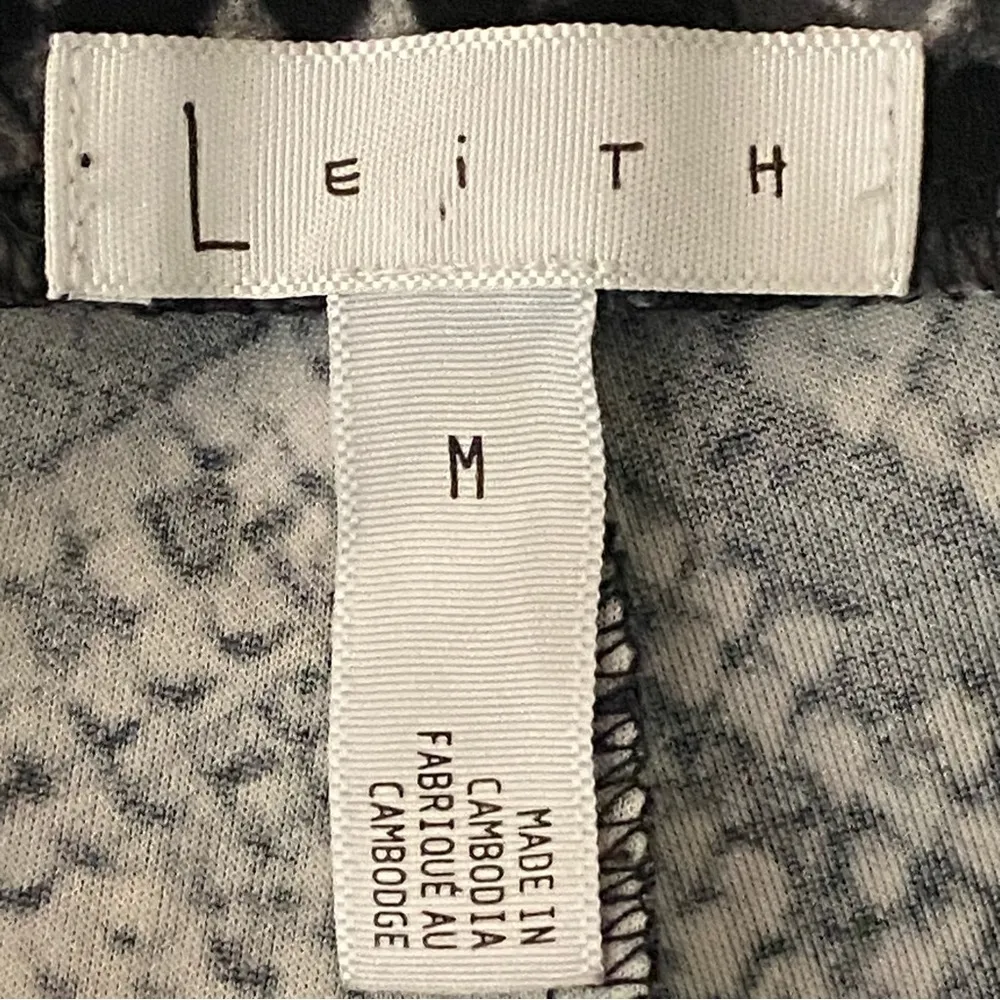 LEiTH
M
MADE IN
CAMBODIA
FABRIQUÉ AU
CAMBODGE